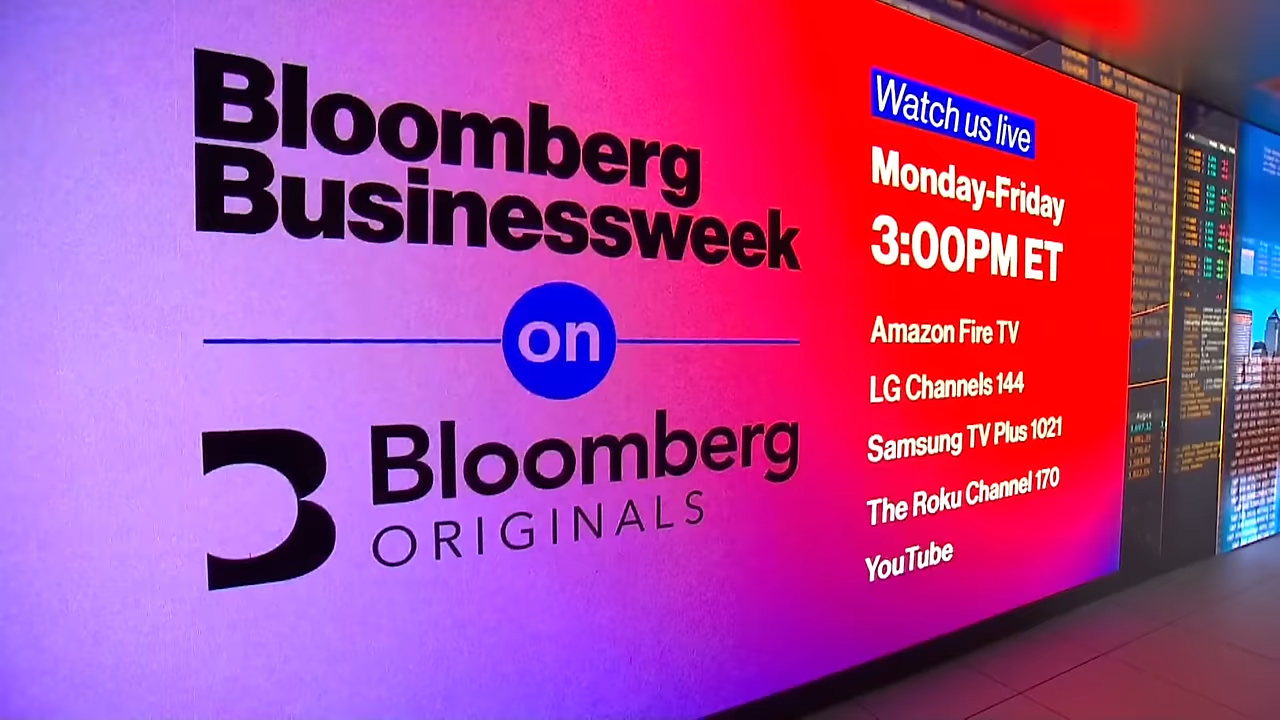 Bloomberg
Businessweek
on
Bloomberg
ORIGINALS
Watch us live
Monday-Friday
3:00PM ET
Amazon Fire TV
LG Channels 144
Samsung TV Plus 1021
The Roku Channel 170
YouTube